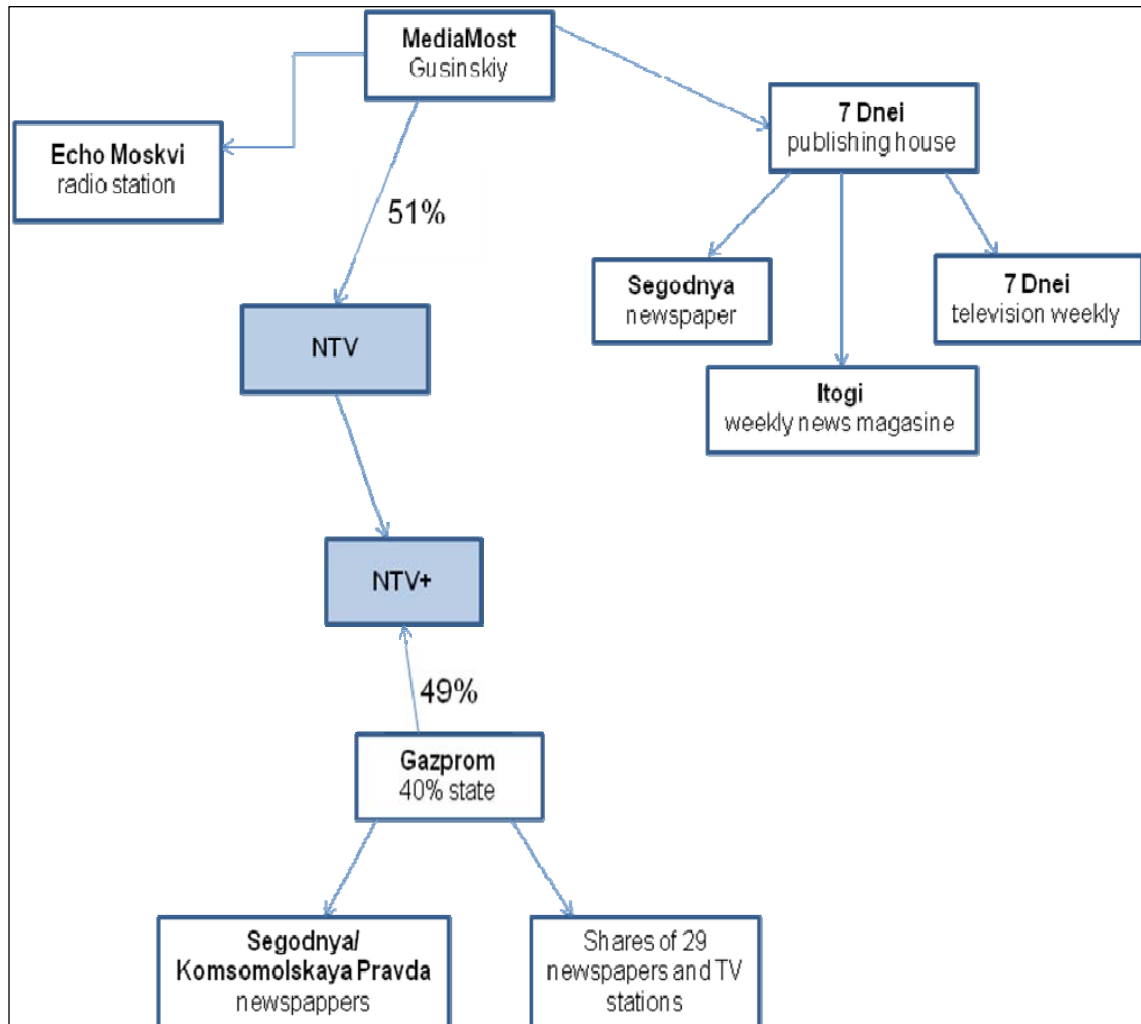 MediaMost
Gusinskiy
7 Dnei
publishing house
Echo Moskvi
radio station
51%
Segodnya
newspaper
7 Dnei
television weekly
NTV
Itogi
weekly news magasine
NTV+
49%
Gazprom
40% state
Segodnya/
Komsomolskaya Pravda
newspappers
Shares of 29
newspapers and TV
stations